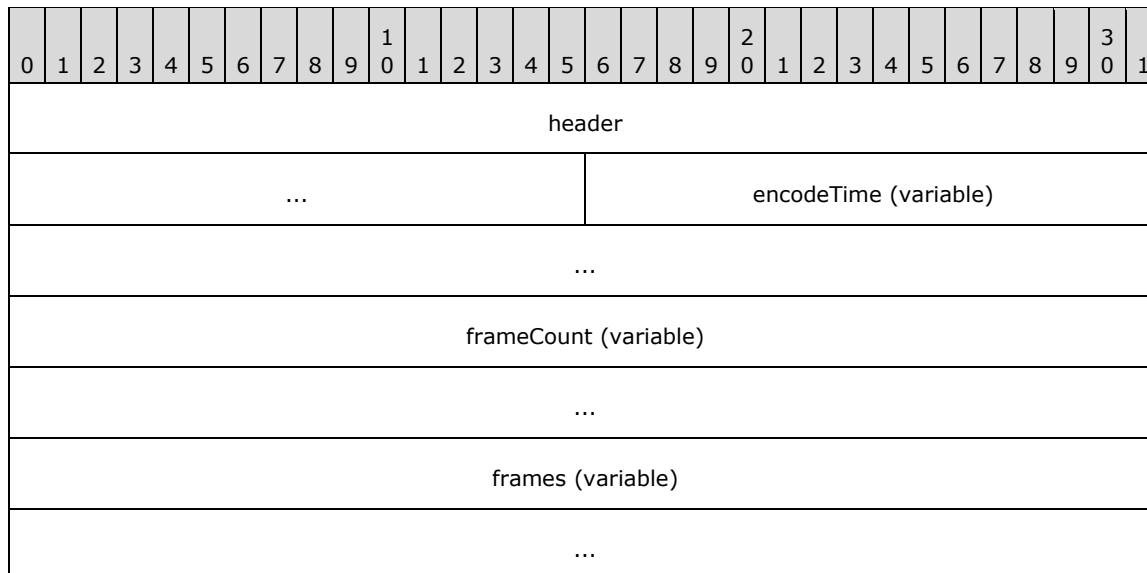 1 2 3
0 1 2 3 4 5 6 7 8 9 0 1 2 3 4 5 6 7 8 9 0 1 2 3 4 5 6 7 8 9 0 1
header
... encodeTime (variable)
...
frameCount (variable)
...
frames (variable)
...